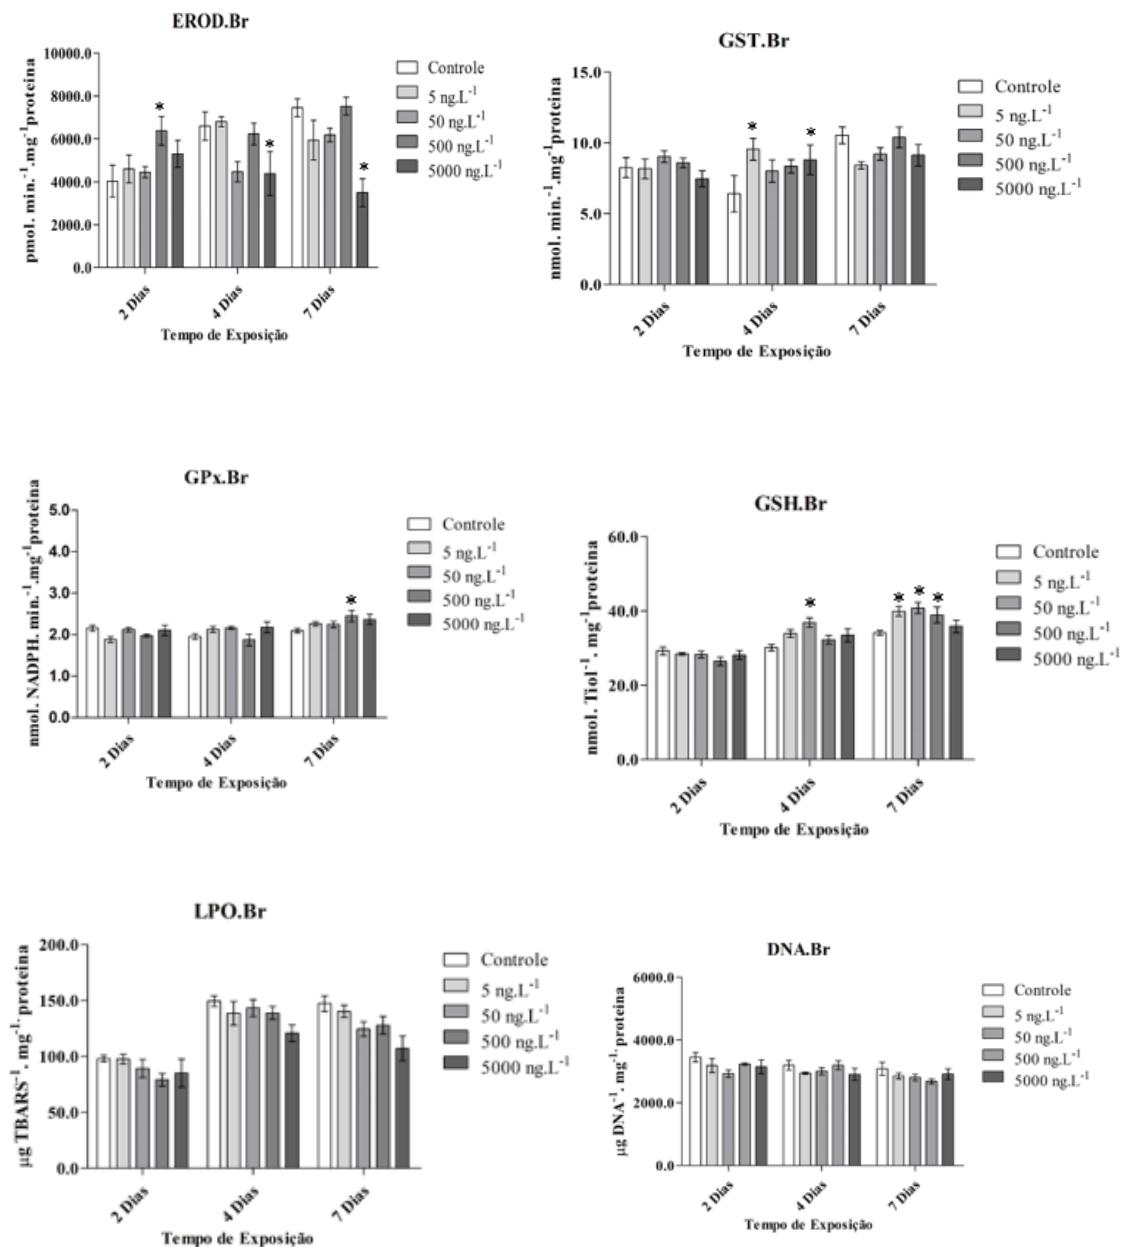 EROD.Br
pmol. min.⁻¹.mg⁻¹proteina
10000.0
8000.0
6000.0
4000.0
2000.0
0.0
*
*
*
2 Dias
4 Dias
7 Dias
Tempo de Exposição
Controle
5 ng.L⁻¹
50 ng.L⁻¹
500 ng.L⁻¹
5000 ng.L⁻¹
GST.Br
nmol. min.⁻¹.mg⁻¹proteina
15.0
10.0
5.0
0.0
*
*
2 Dias
4 Dias
7 Dias
Tempo de Exposição
Controle
5 ng.L⁻¹
50 ng.L⁻¹
500 ng.L⁻¹
5000 ng.L⁻¹
GPx.Br
nmol. NADPH. min.⁻¹.mg⁻¹proteina
5.0
4.0
3.0
2.0
1.0
0.0
*
2 Dias
4 Dias
7 Dias
Tempo de Exposição
Controle
5 ng.L⁻¹
50 ng.L⁻¹
500 ng.L⁻¹
5000 ng.L⁻¹
GSH.Br
nmol. Tiol⁻¹. mg⁻¹proteina
60.0
40.0
20.0
0.0
*
*
*
*
2 Dias
4 Dias
7 Dias
Tempo de Exposição
Controle
5 ng.L⁻¹
50 ng.L⁻¹
500 ng.L⁻¹
5000 ng.L⁻¹
LPO.Br
µg TBARS⁻¹. mg⁻¹· proteina
200.0
150.0
100.0
50.0
0.0
2 Dias
4 Dias
7 Dias
Tempo de Exposição
Controle
5 ng.L⁻¹
50 ng.L⁻¹
500 ng.L⁻¹
5000 ng.L⁻¹
DNA.Br
µg DNA⁻¹. mg⁻¹· proteina
6000.0
4000.0
2000.0
0.0
2 Dias
4 Dias
7 Dias
Tempo de Exposição
Controle
5 ng.L⁻¹
50 ng.L⁻¹
500 ng.L⁻¹
5000 ng.L⁻¹